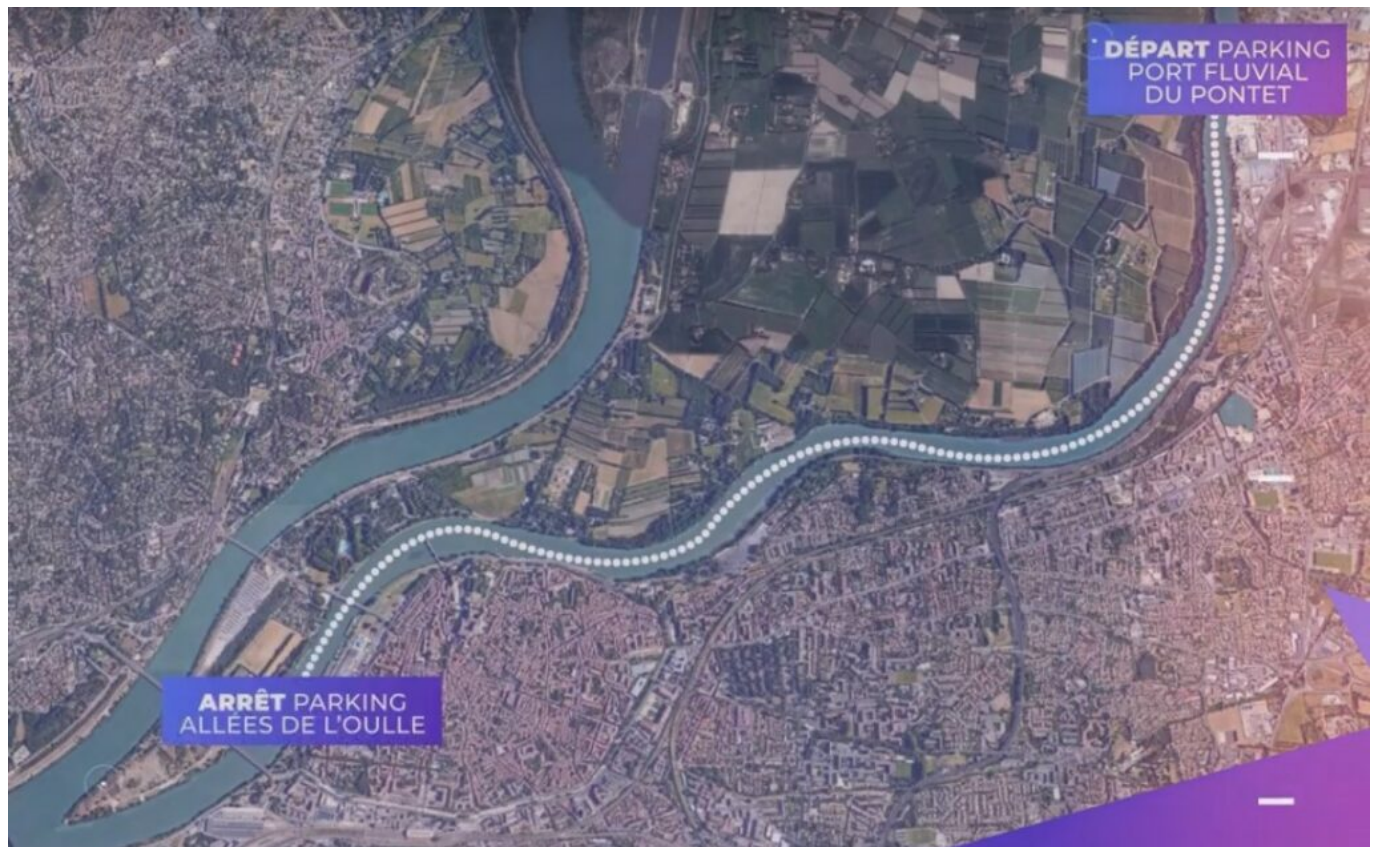 DÉPART PARKING
PORT FLUVIAL
DU PONTET
ARRÊT PARKING
ALLÉES DE L'OULLE